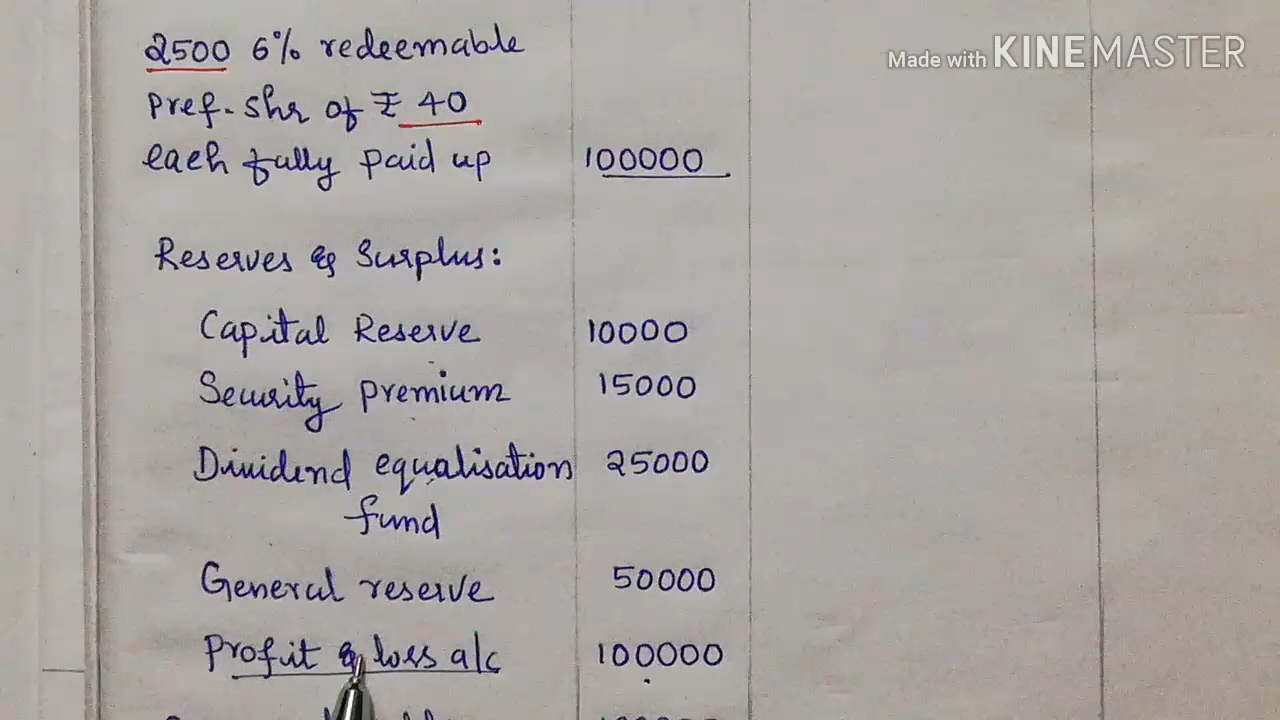 Made with KINEMASTER
2500 6% redeemable
Pref. Shr of ₹ 40
each fully paid up 100000
Reserves & Surplus:
Capital Reserve 10000
Security premium 15000
Dividend equalisation 25000
fund
General reserve 50000
Profit & loss a/c 100000